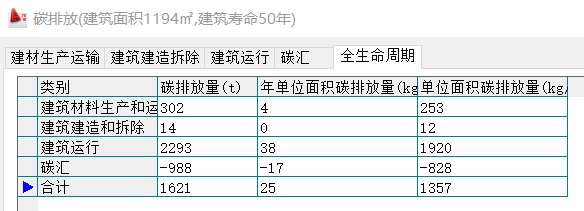 碳排放(建筑面积1194㎡,建筑寿命50年)
建材生产运输 建筑建造拆除 建筑运行 碳汇 全生命周期
类别 碳排放量(t) 年单位面积碳排放量(kg 单位面积碳排放量(kg/
建筑材料生产和运 302 4 253
建筑建造和拆除 14 0 12
建筑运行 2293 38 1920
碳汇 -988 -17 -828
合计 1621 25 1357